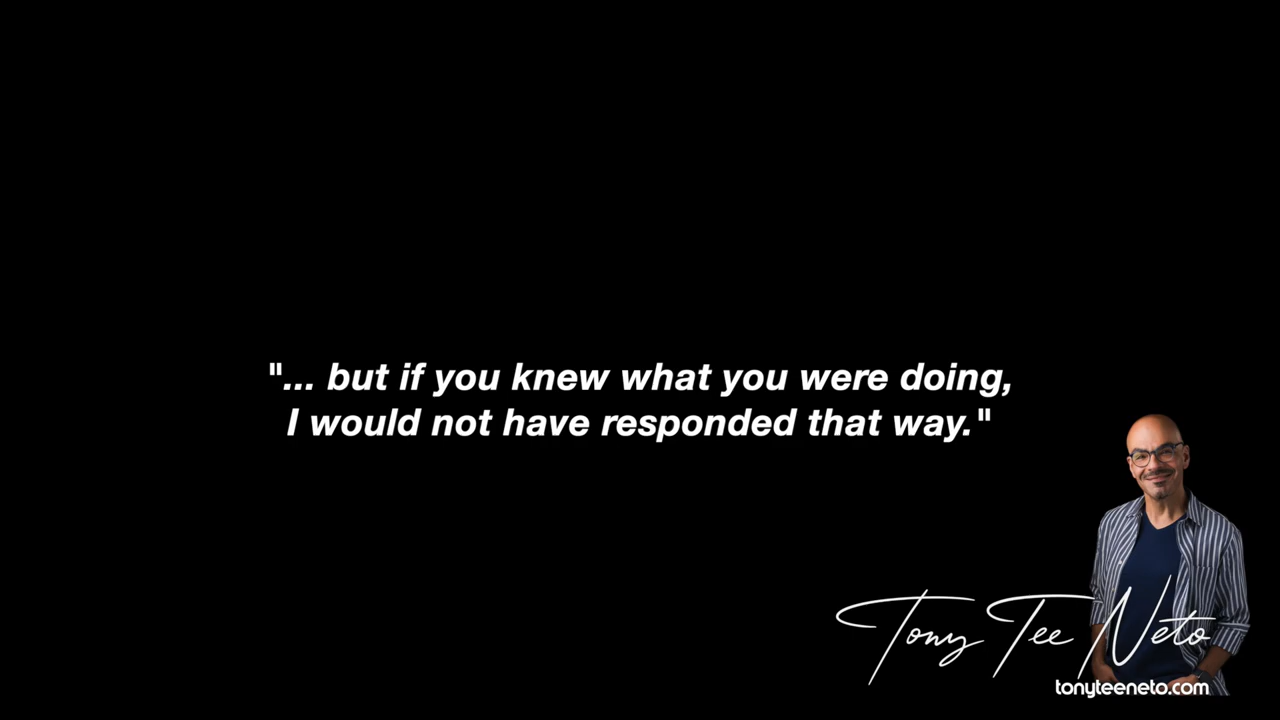 "... but if you knew what you were doing,
I would not have responded that way."
Tony Tee Neto
tonyteeneto.com